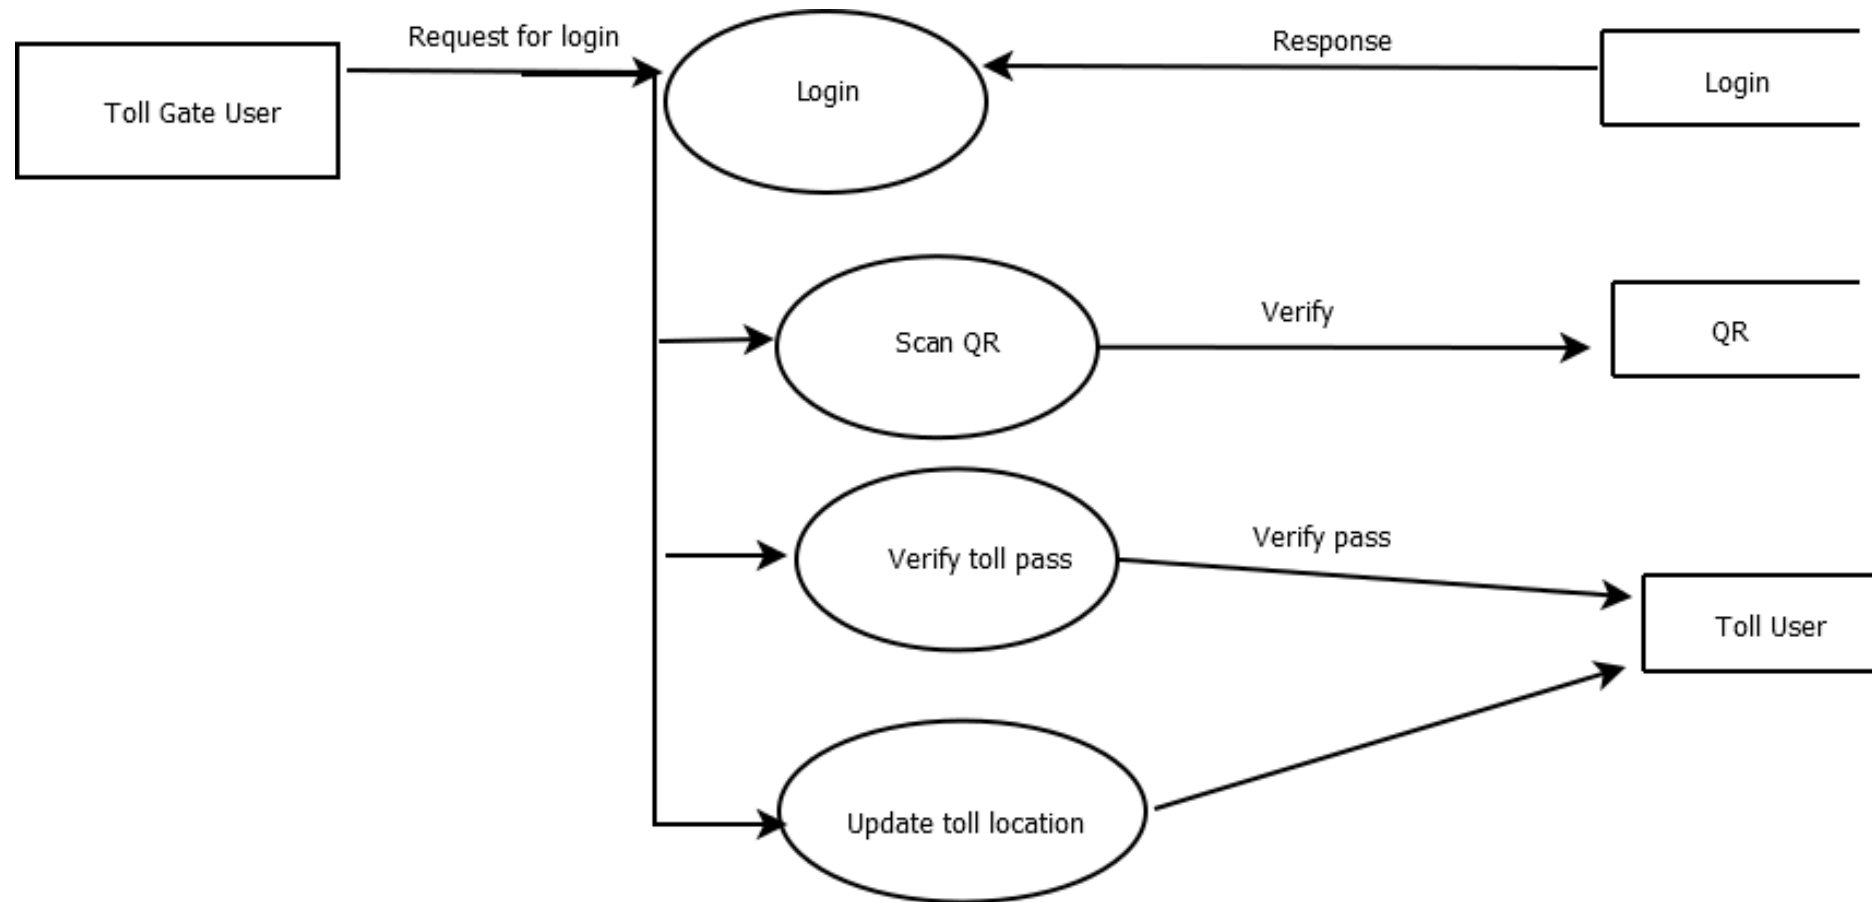 Request for login
Response
Toll Gate User
Login
Login
Scan QR
Verify
QR
Verify toll pass
Verify pass
Toll User
Update toll location